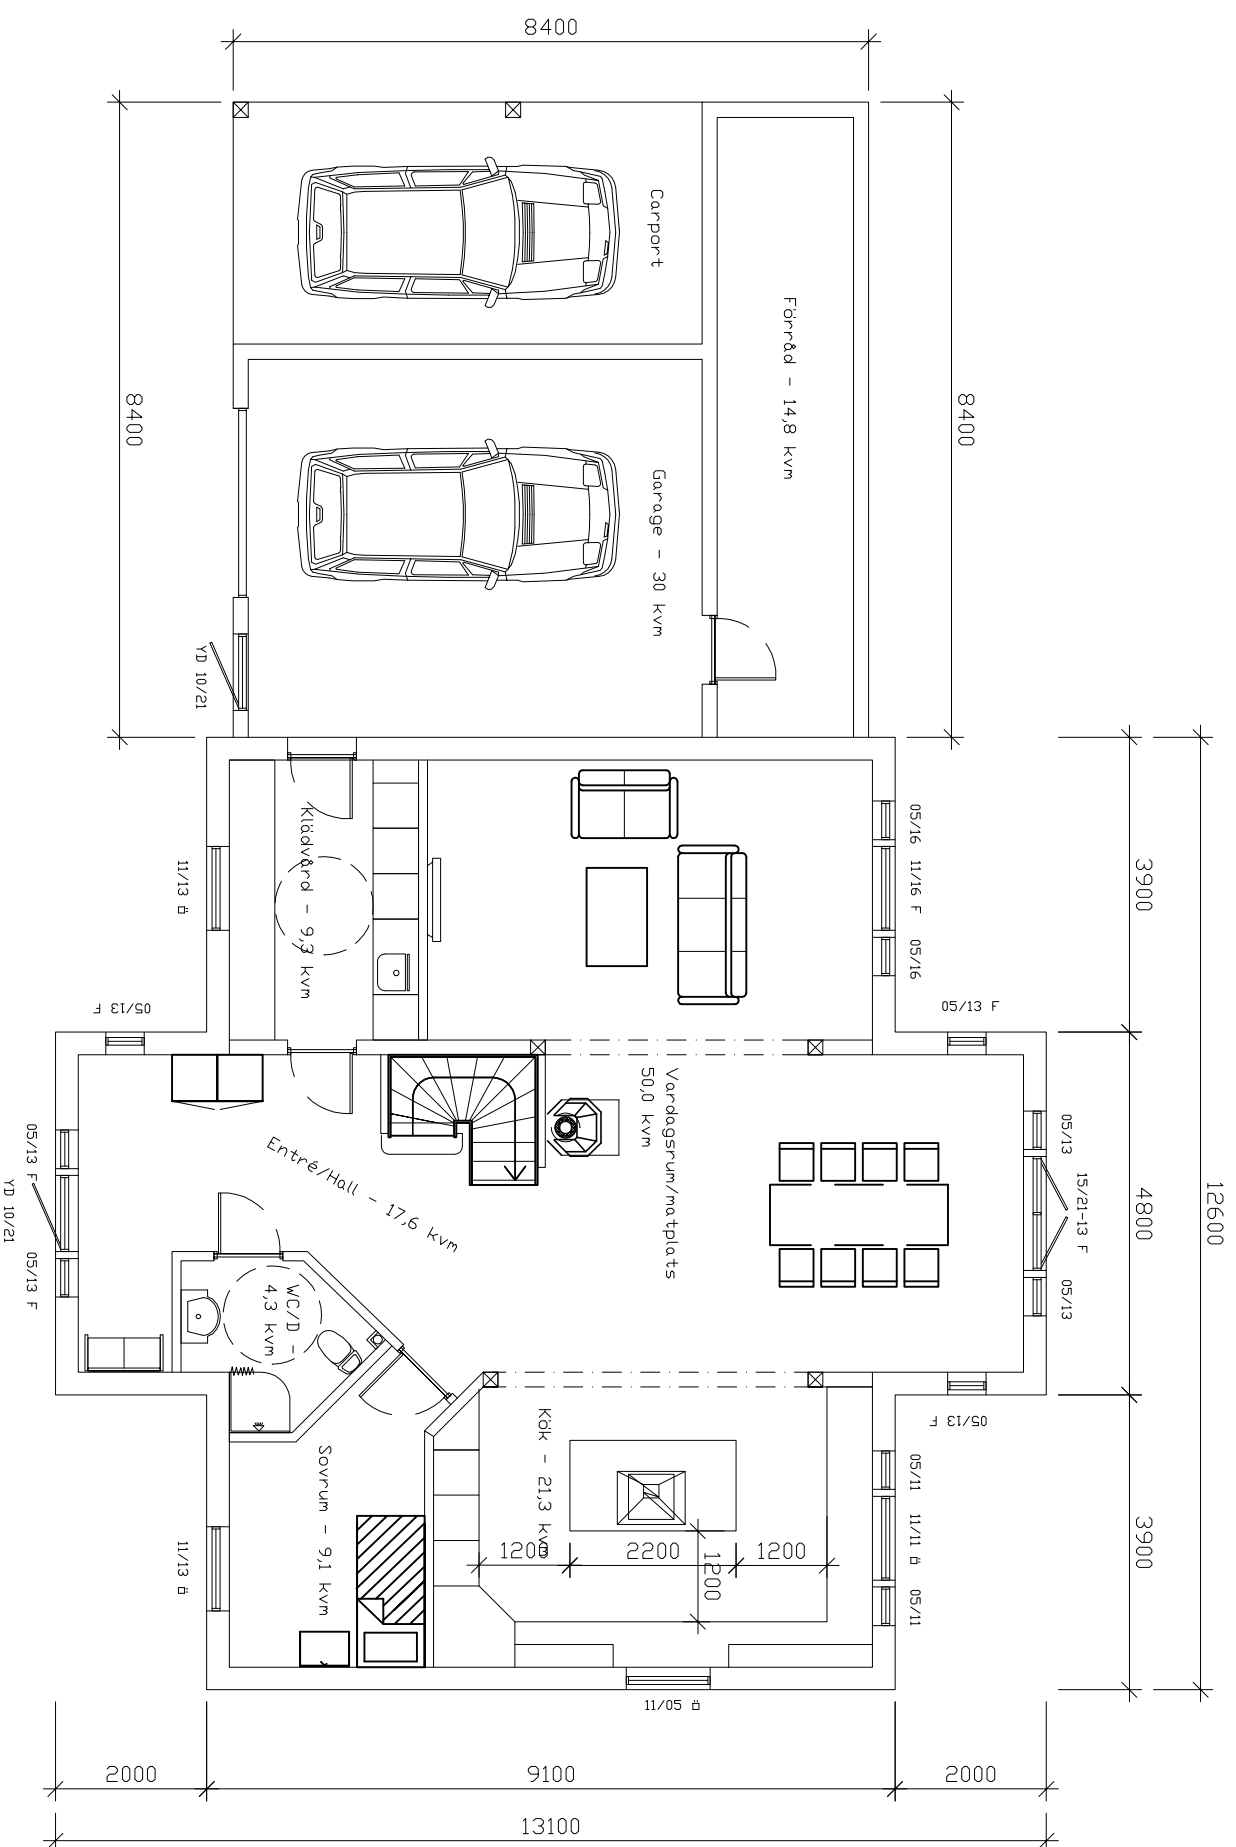 8400
8400
8400
Carport
Förråd - 14,8 kvm
Garage - 30 kvm
YD 10/21
3900
12600
4800
3900
05/16
11/16 F
05/16
Klädvård - 9,3 kvm
11/13 ö
05/13 F
05/13 F
Vardagsrum/matplats
50,0 kvm
Entré/Hall - 17,6 kvm
05/13
15/21-13 F
05/13
05/13 F
YD 10/21
05/13 F
WC/D -
4,3 kvm
05/13 F
Kök - 21,3 kvm
Sovrum - 9,1 kvm
05/11
11/11 ö
05/11
1200
2200
1200
1200
11/13 ö
11/05 ö
2000
9100
2000
13100